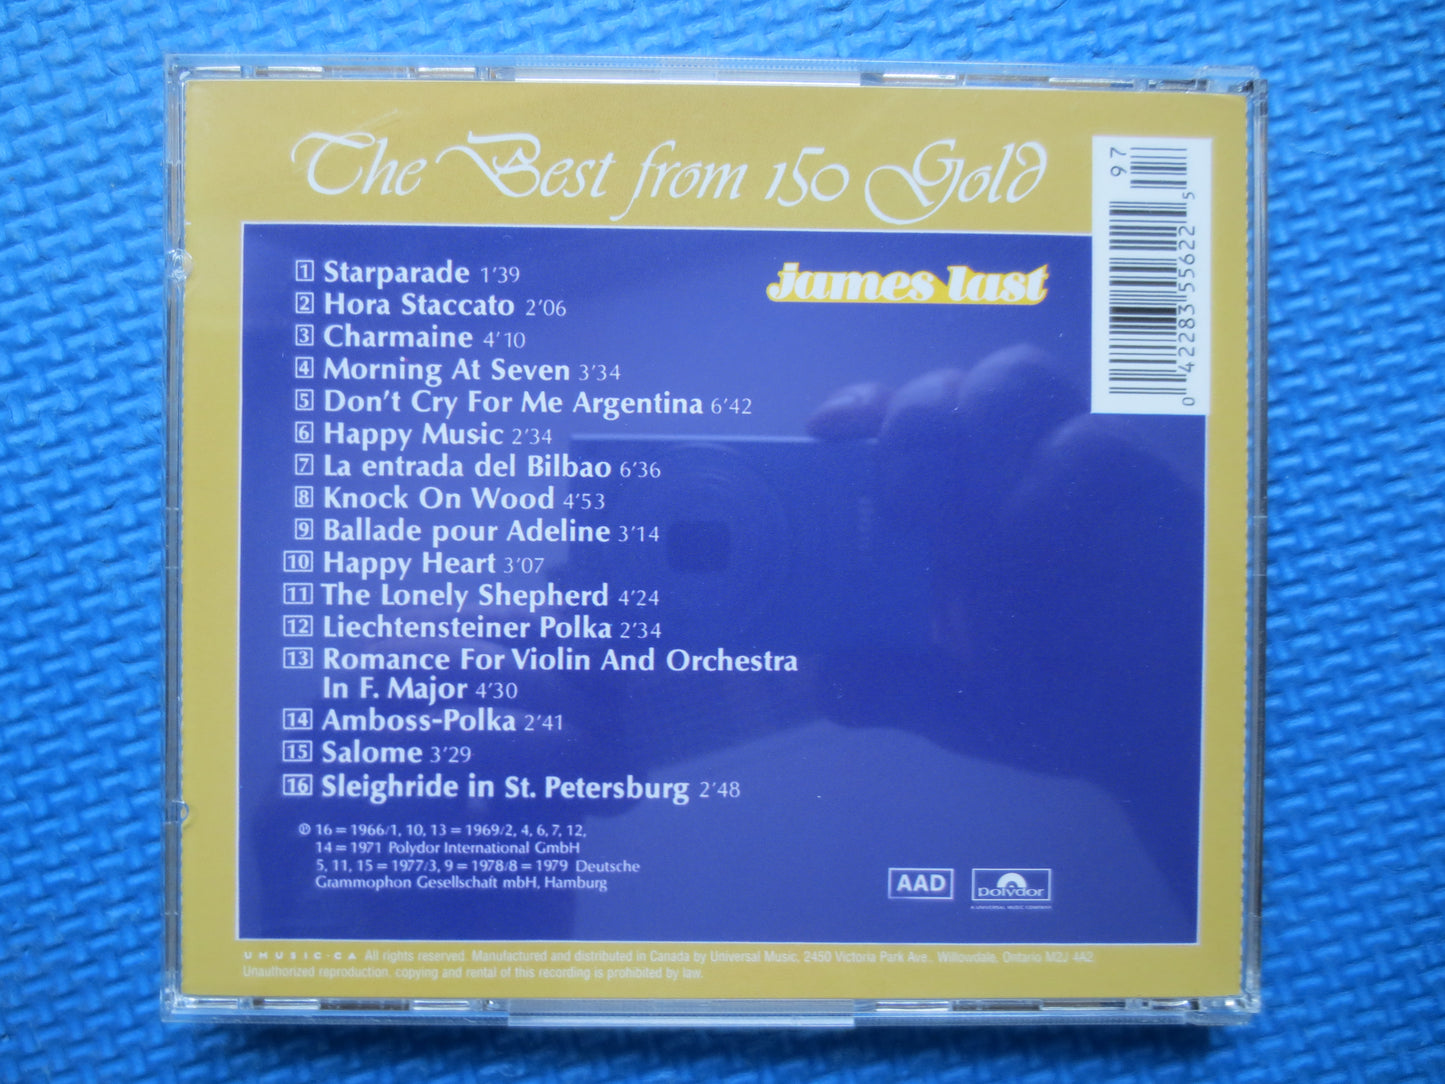 The Best from 150 Gold
97
james last
0 42283 55622 5
1 Starparade 1'39
2 Hora Staccato 2'06
3 Charmaine 4'10
4 Morning At Seven 3'34
5 Don't Cry For Me Argentina 6'42
6 Happy Music 2'34
7 La entrada del Bilbao 6'36
8 Knock On Wood 4'53
9 Ballade pour Adeline 3'14
10 Happy Heart 3'07
11 The Lonely Shepherd 4'24
12 Liechtensteiner Polka 2'34
13 Romance For Violin And Orchestra
In F. Major 4'30
14 Amboss-Polka 2'41
15 Salome 3'29
16 Sleighride in St. Petersburg 2'48
℗ 16 = 1966/1, 10, 13 = 1969/2, 4, 6, 7, 12,
14 = 1971 Polydor International GmbH
5, 11, 15 = 1977/3, 9 = 1978/8 = 1979 Deutsche
Grammophon Gesellschaft mbH, Hamburg
AAD
polydor
A UNIVERSAL MUSIC COMPANY
UMUSIC.CA All rights reserved. Manufactured and distributed in Canada by Universal Music, 2450 Victoria Park Ave., Willowdale, Ontario M2J 4A2.
Unauthorized reproduction, copying and rental of this recording is prohibited by law.